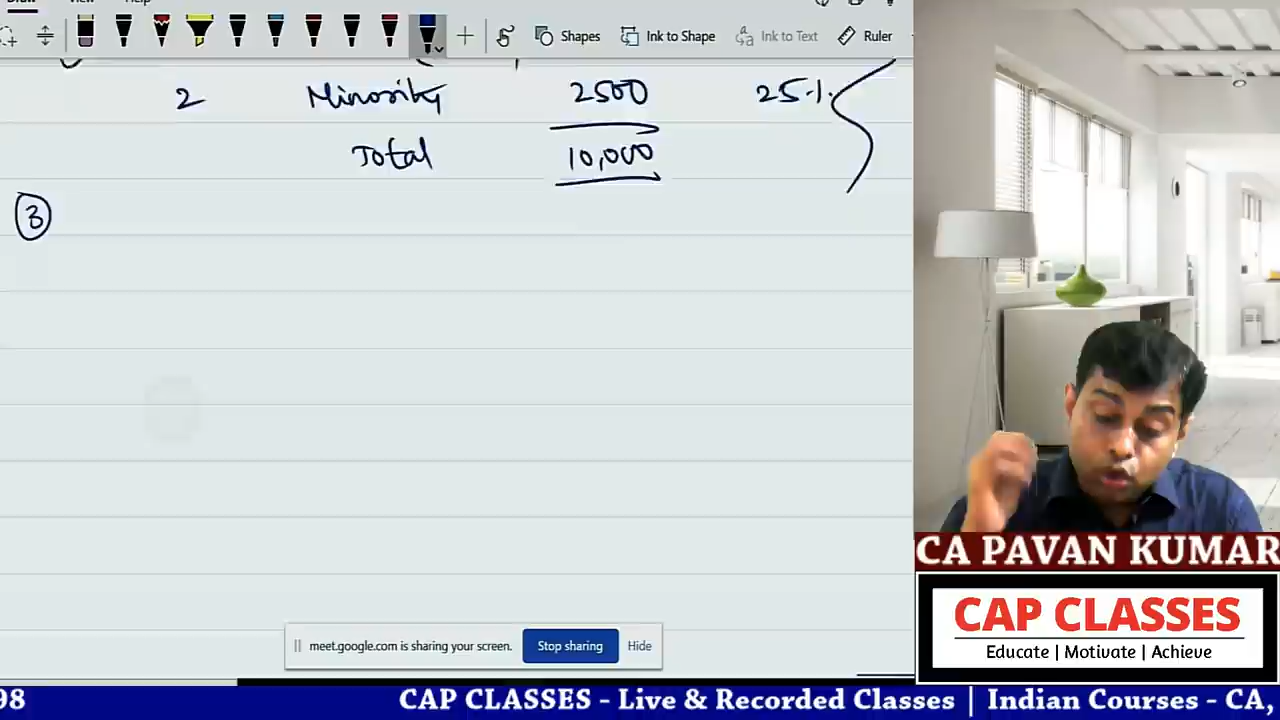 Shapes
Ink to Shape
Ink to Text
Ruler
2 Minority 2500 25%
Total 10,000
3
meet.google.com is sharing your screen.
Stop sharing
Hide
CA PAVAN KUMAR
CAP CLASSES
Educate | Motivate | Achieve
98 CAP CLASSES - Live & Recorded Classes | Indian Courses - CA,